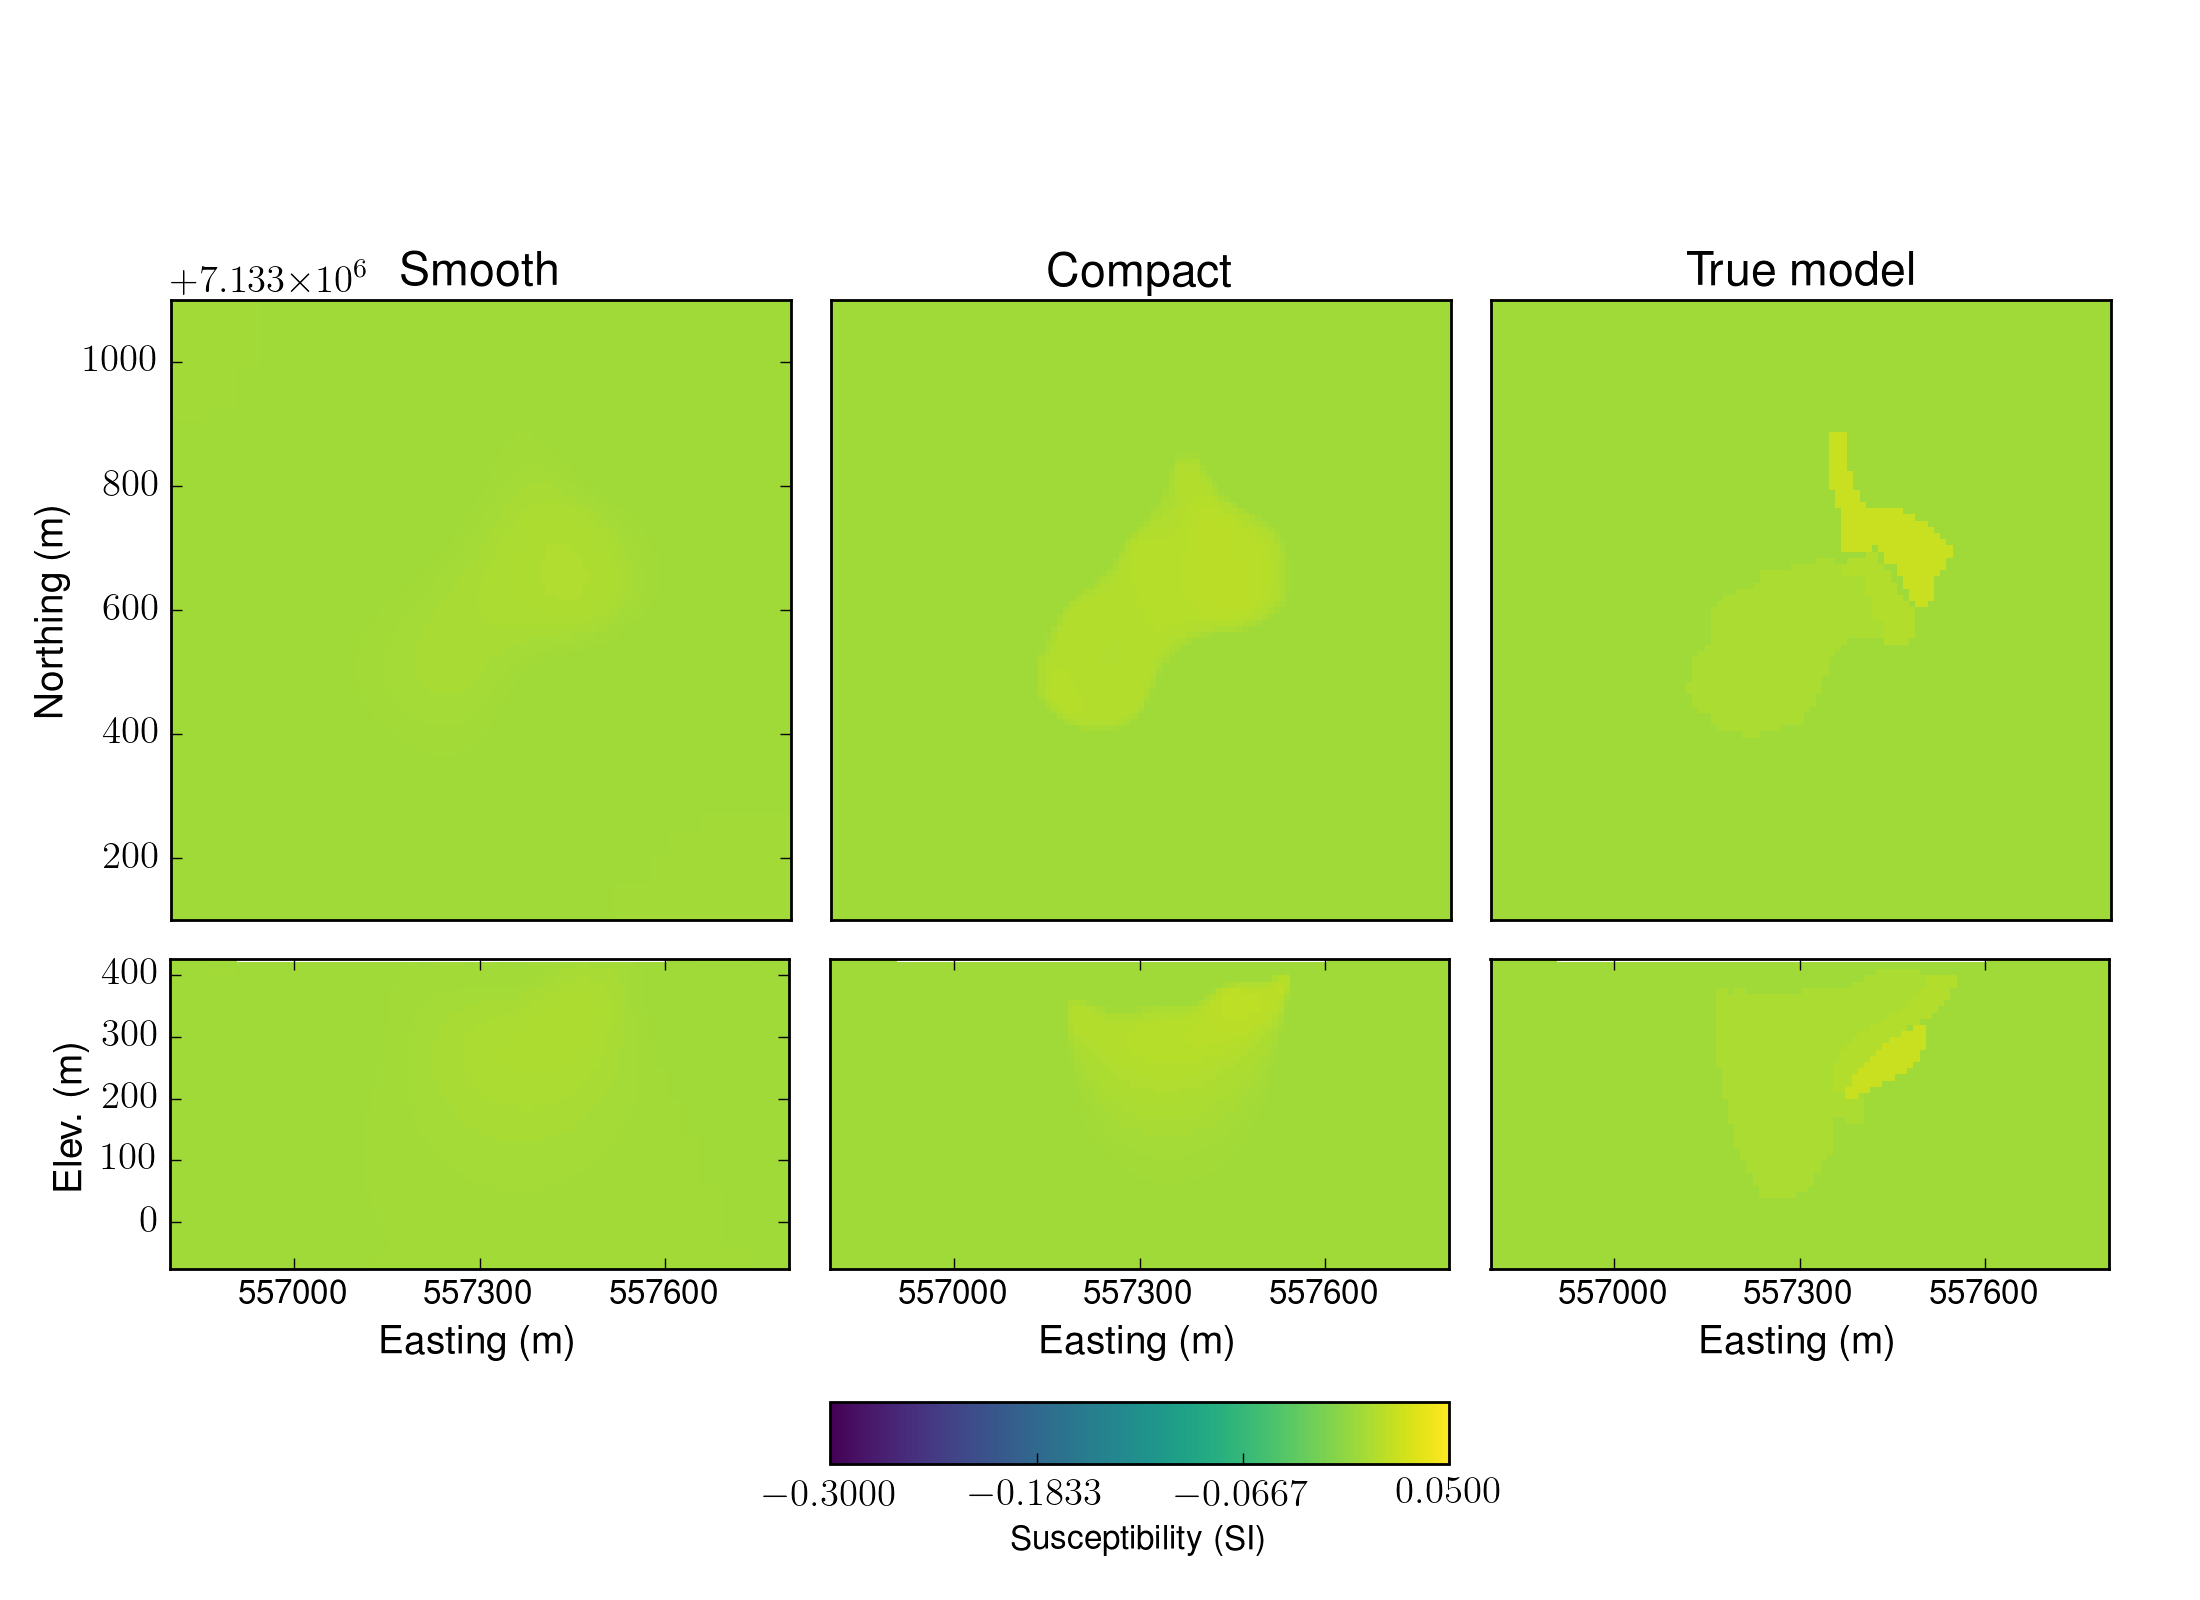 Smooth Compact True model
+7.133×10⁶
1000
800
600
400
200
Northing (m)
400
300
200
100
0
Elev. (m)
557000 557300 557600 557000 557300 557600 557000 557300 557600
Easting (m) Easting (m) Easting (m)
−0.3000 −0.1833 −0.0667 0.0500
Susceptibility (SI)